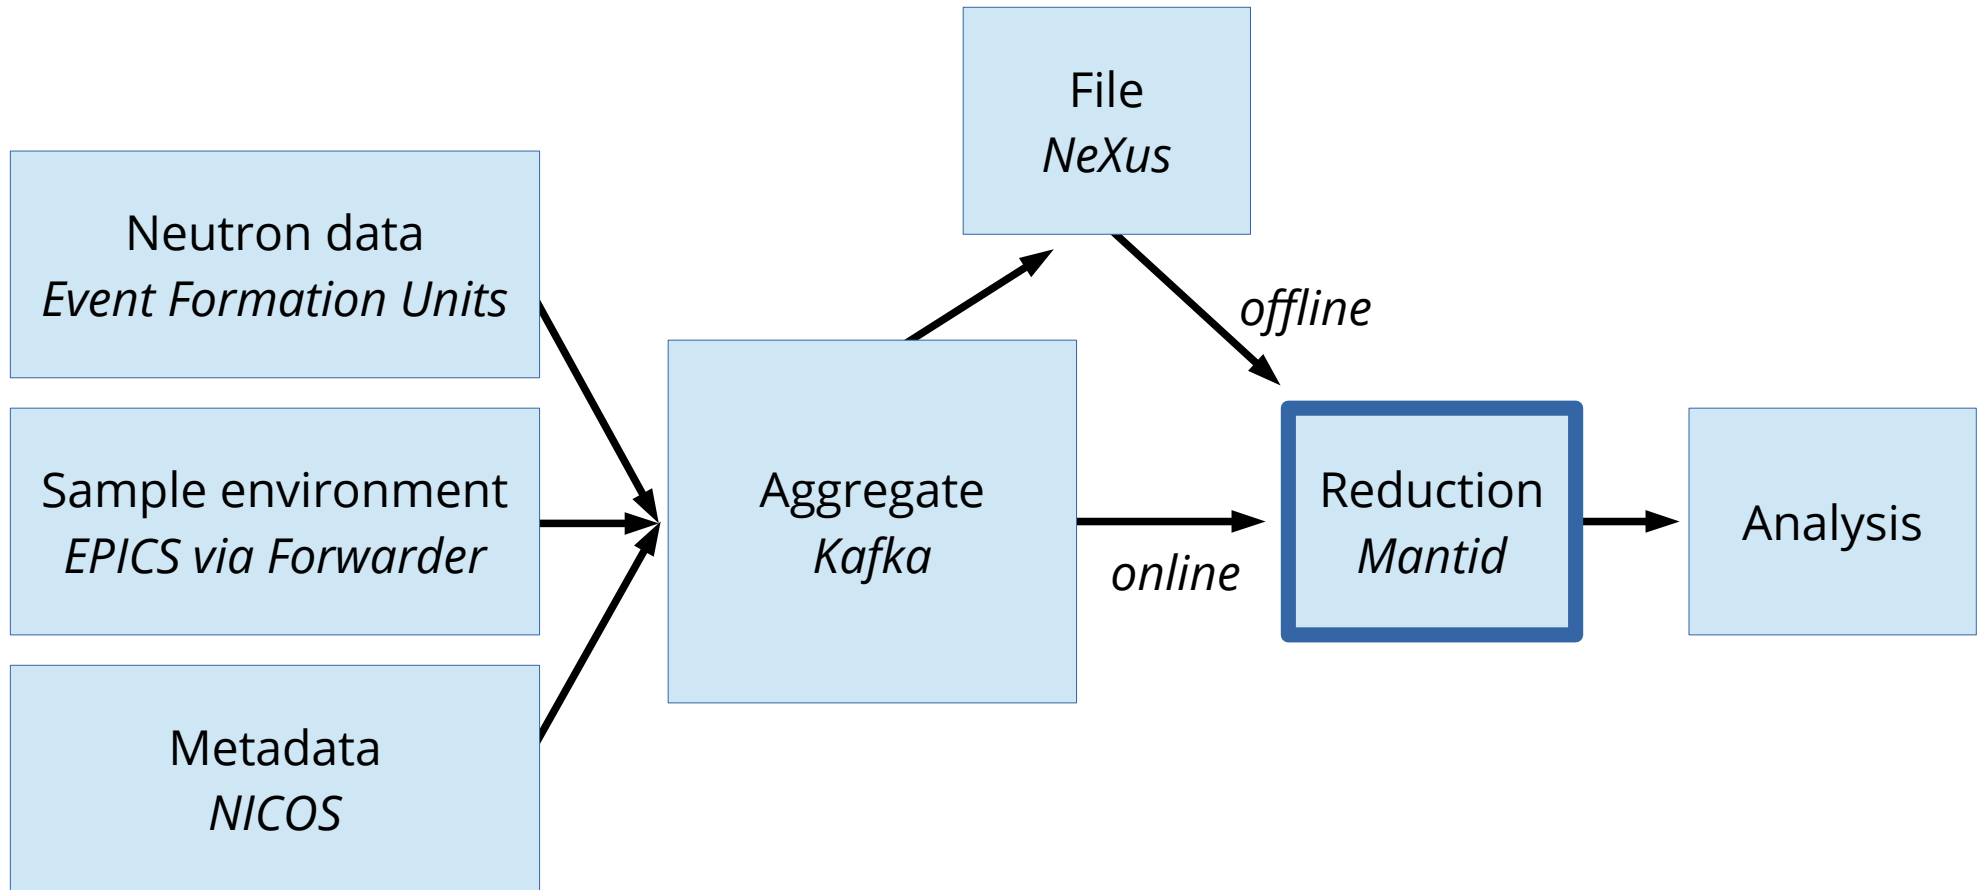 File
NeXus
Neutron data
Event Formation Units
offline
Sample environment
EPICS via Forwarder
Aggregate
Kafka
online
Reduction
Mantid
Analysis
Metadata
NICOS